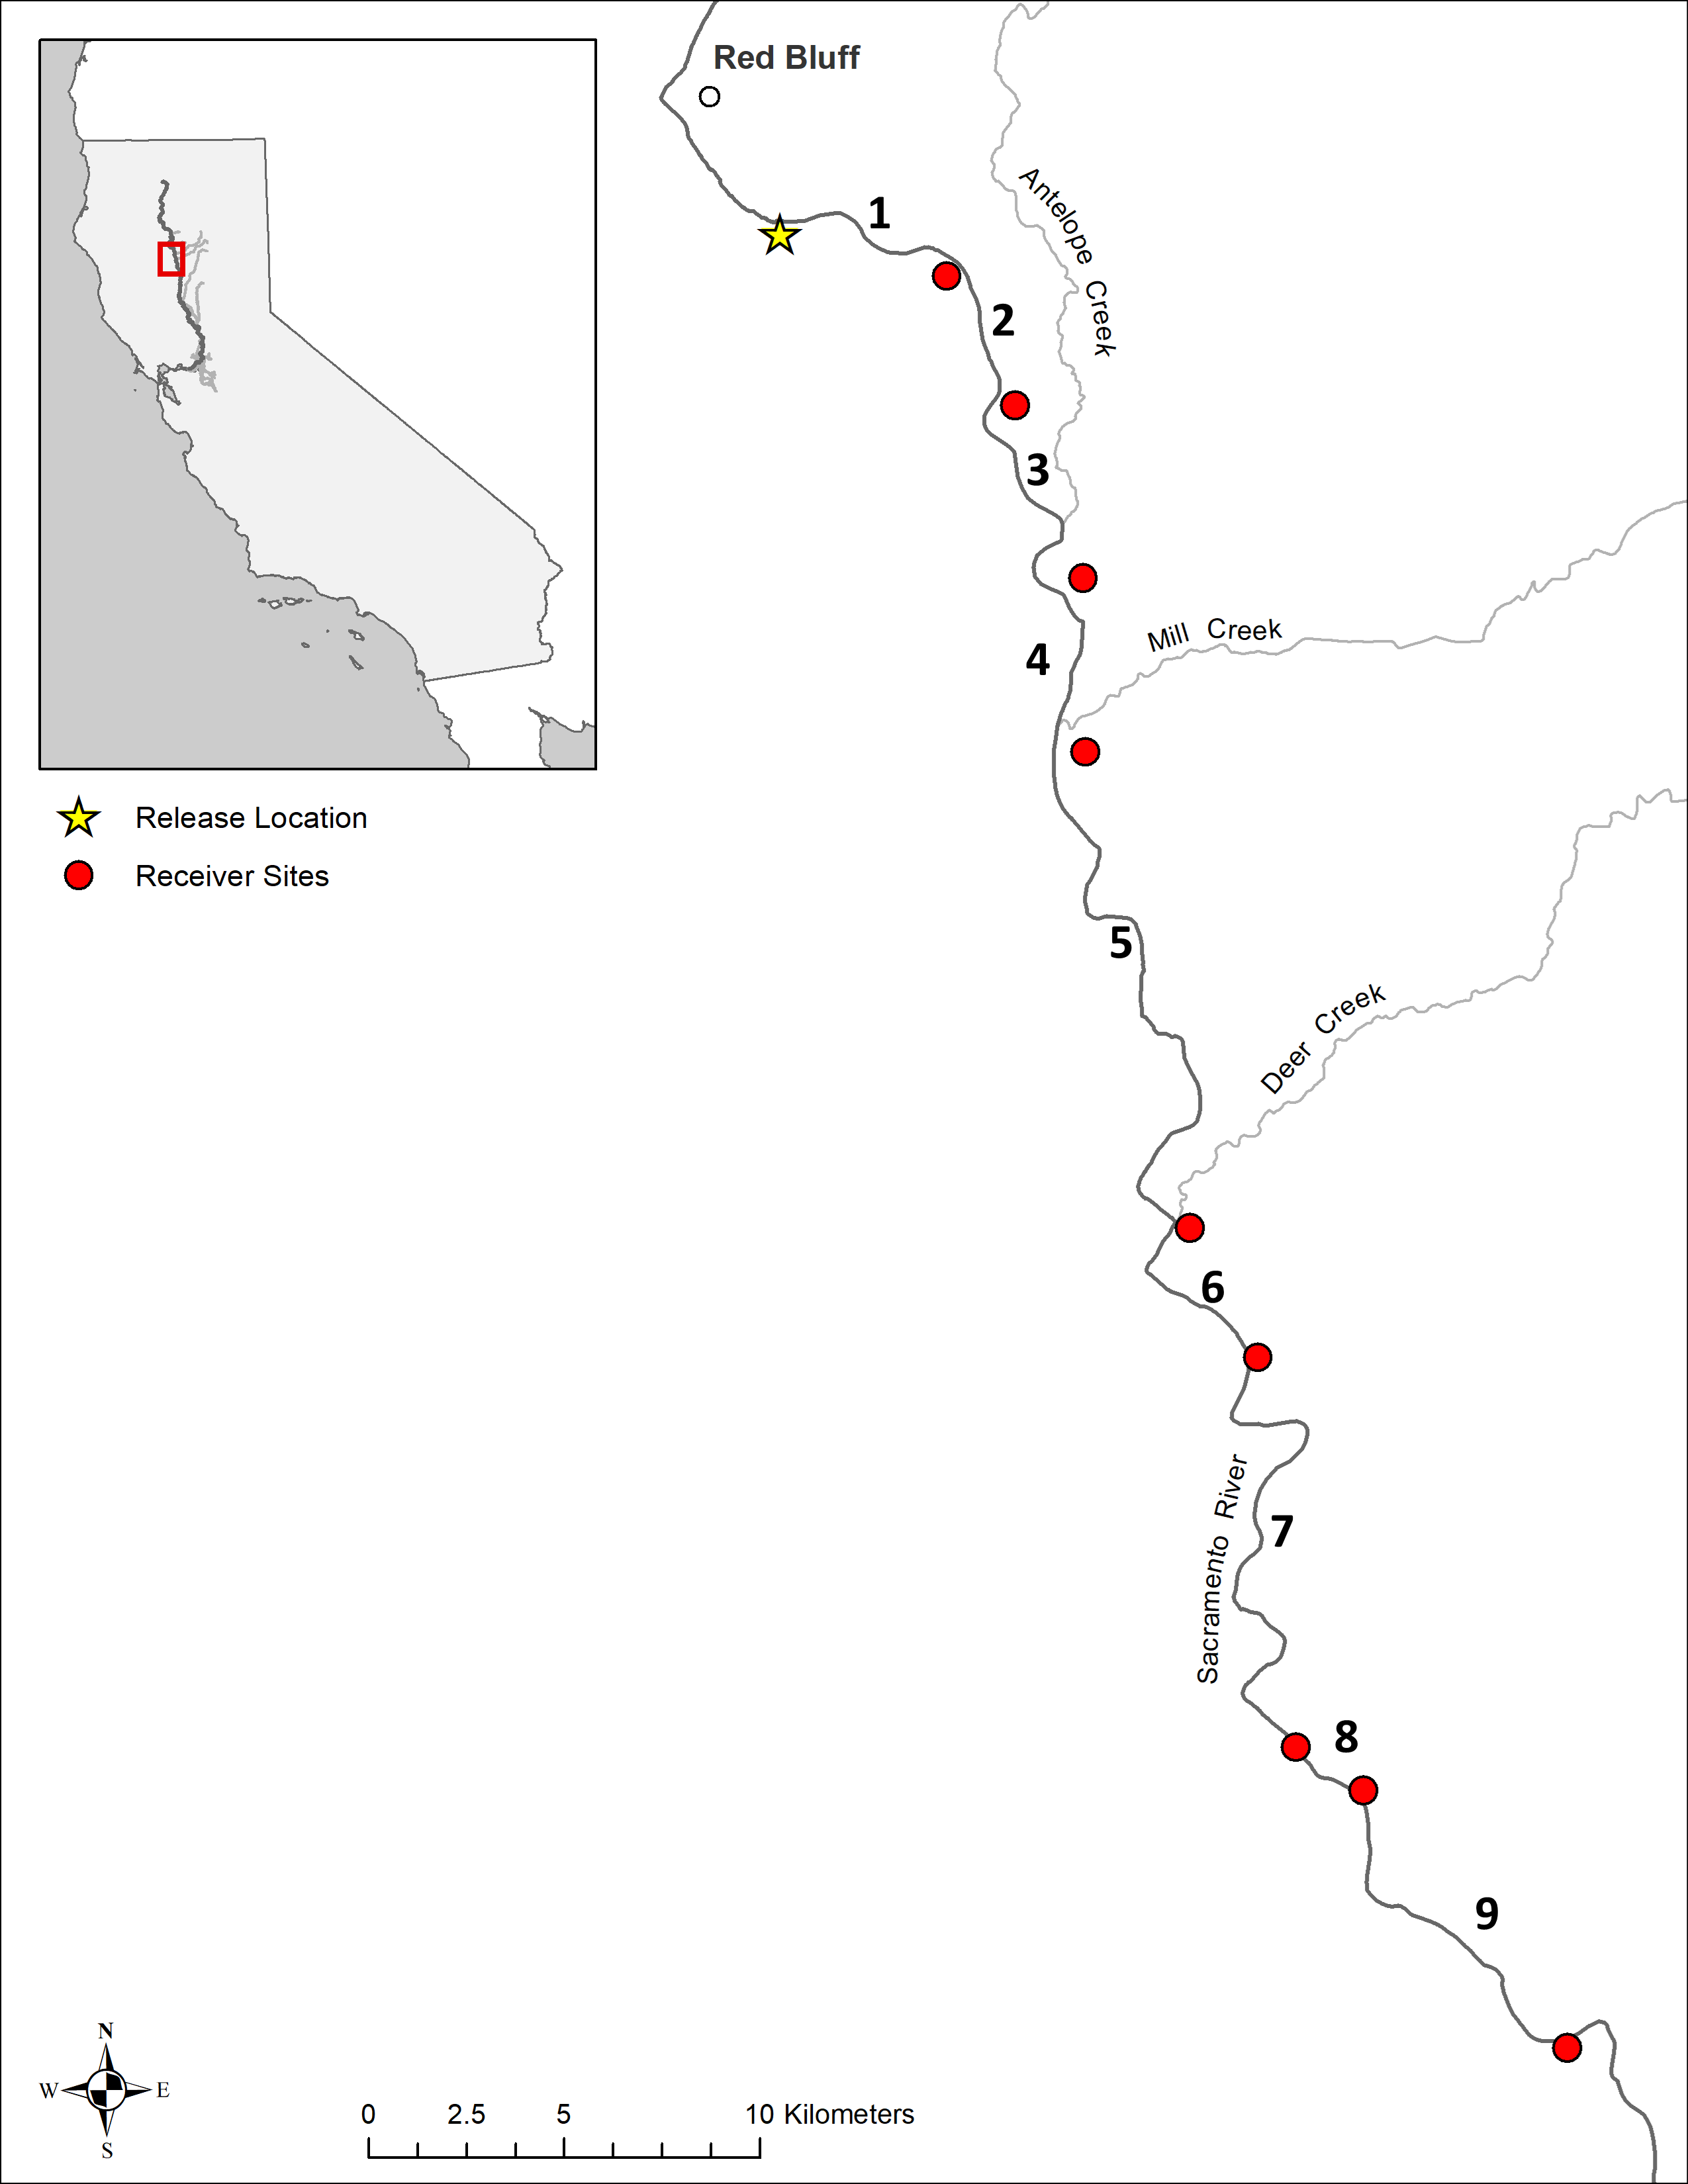 Red Bluff
1
Antelope Creek
2
3
Mill Creek
4
Release Location
Receiver Sites
5
Deer Creek
6
Sacramento River
7
8
9
N
W E
S
0 2.5 5 10 Kilometers